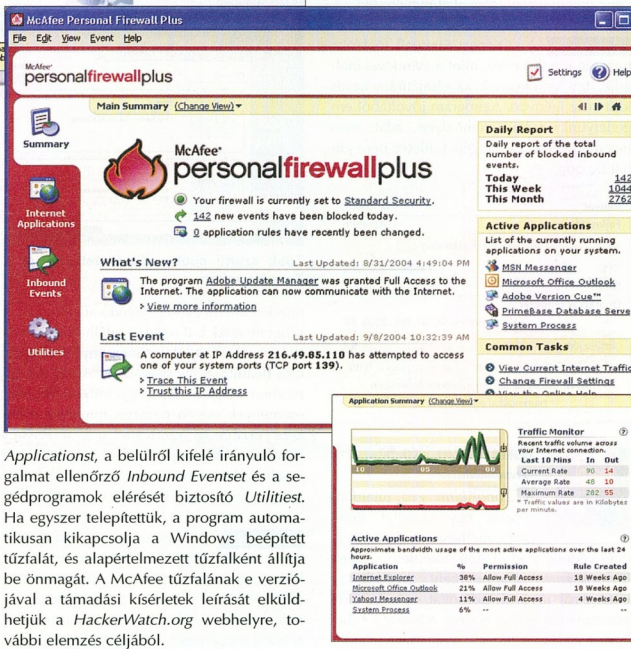 McAfee Personal Firewall Plus
File Edit View Event Help
McAfee®
personalfirewallplus
Settings
Help
Main Summary (Change View)
Summary
Internet
Applications
Inbound
Events
Utilities
McAfee®
personalfirewallplus
Your firewall is currently set to Standard Security.
142 new events have been blocked today.
0 application rules have recently been changed.
What's New? Last Updated: 8/31/2004 4:49:04 PM
The program Adobe Update Manager was granted Full Access to the
Internet. The application can now communicate with the Internet.
> View more information
Last Event Last Updated: 9/8/2004 10:32:39 AM
A computer at IP Address 216.49.85.110 has attempted to access
one of your system ports (TCP port 139).
> Trace This Event
> Trust this IP Address
Daily Report
Daily report of the total
number of blocked inbound
events.
Today 142
This Week 1044
This Month 2762
Active Applications
List of the currently running
applications on your system.
MSN Messenger
Microsoft Office Outlook
Adobe Version Cue™
PrimeBase Database Serve
System Process
Common Tasks
View Current Internet Traffic
Change Firewall Settings
View the Online Help
Applicationst, a belülről kifelé irányuló for-
galmat ellenőrző Inbound Eventset és a se-
gédprogramok elérését biztosító Utilitiest.
Ha egyszer telepítettük, a program automa-
tikusan kikapcsolja a Windows beépített
tűzfalát, és alapértelmezett tűzfalként állítja
be önmagát. A McAfee tűzfalának e verzió-
jával a támadási kísérletek leírását elküld-
hetjük a HackerWatch.org webhelyre, to-
vábbi elemzés céljából.
Application Summary (Change View)
10 05 00
Traffic Monitor
Recent traffic volume across
your Internet connection.
Last 10 Mins In Out
Current Rate 90 14
Average Rate 48 10
Maximum Rate 282 55
* Traffic values are in Kilobytes
per minute.
Active Applications
Approximate bandwidth usage of the most active applications over the last 24
hours.
Application % Permission Rule Created
Internet Explorer 38% Allow Full Access 18 Weeks Ago
Microsoft Office Outlook 21% Allow Full Access 18 Weeks Ago
Yahoo! Messenger 11% Allow Full Access 4 Weeks Ago
System Process 6% -- --